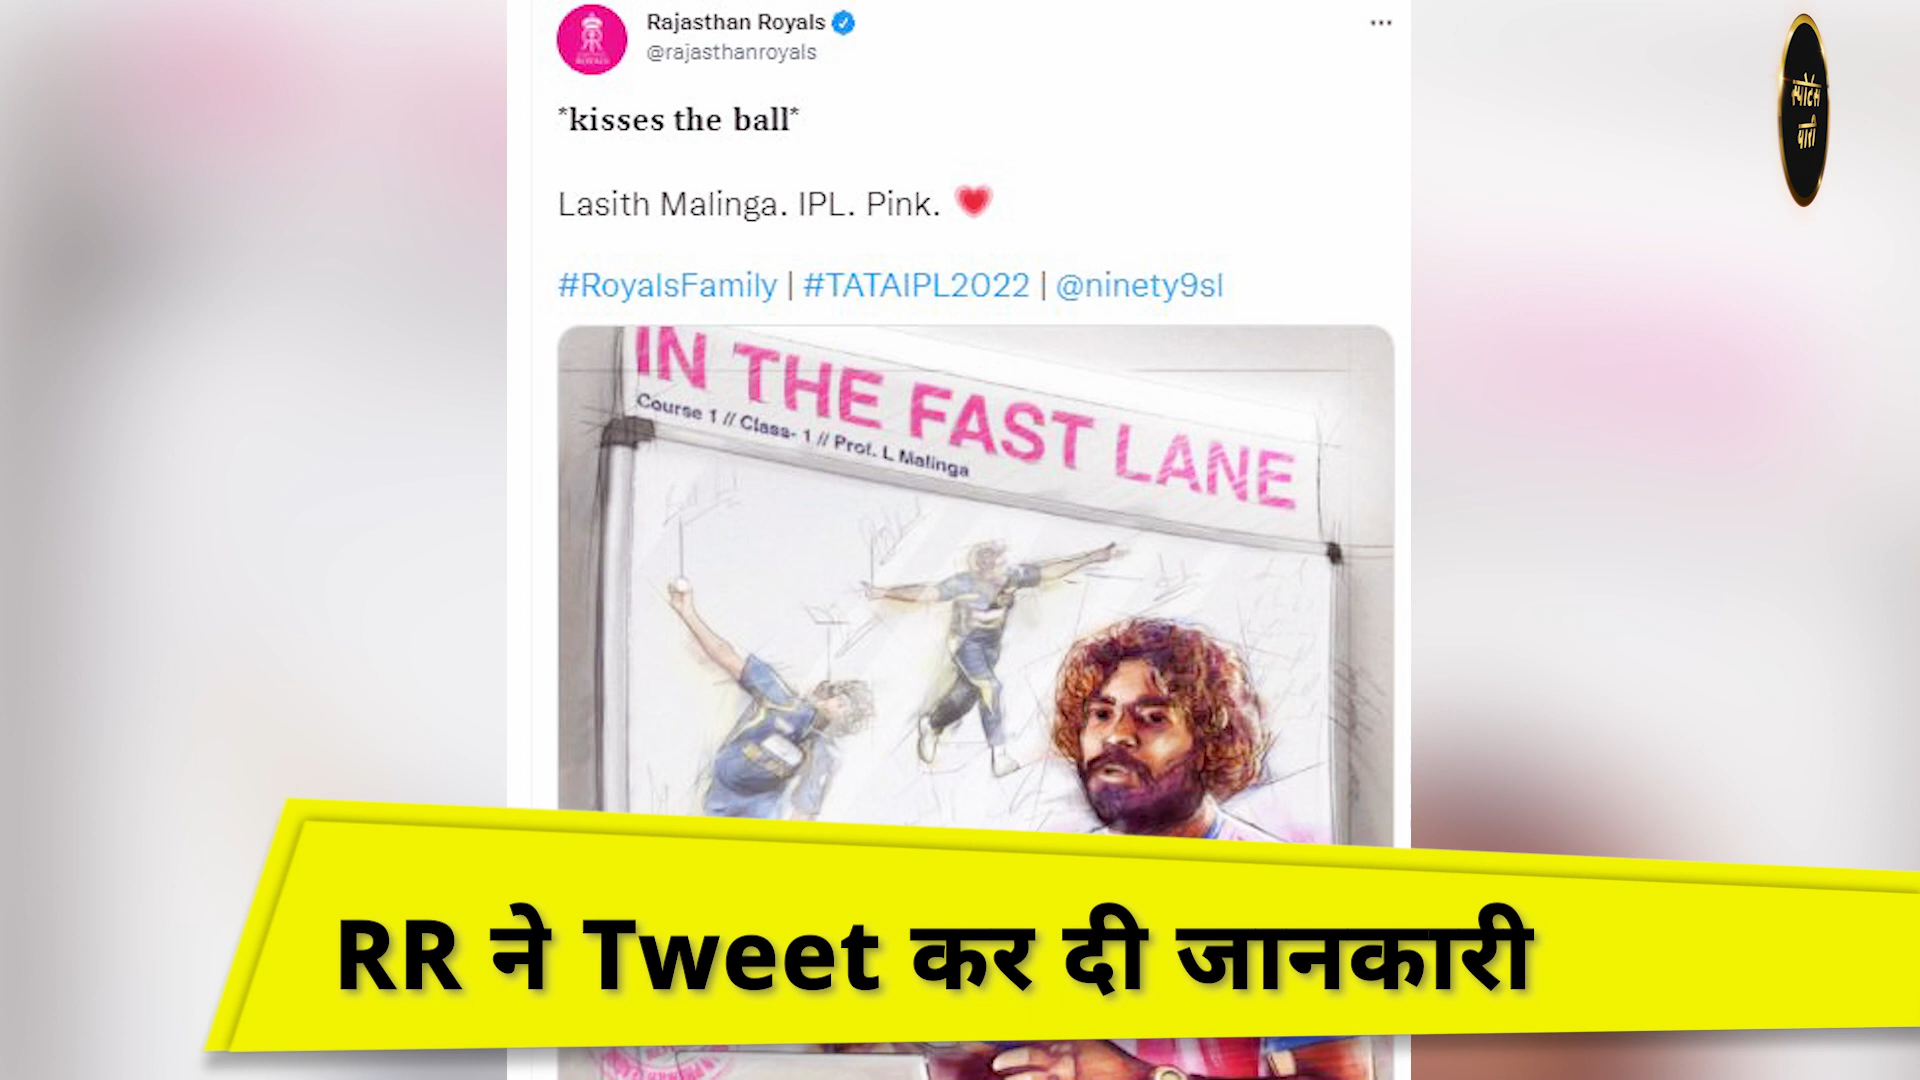 Rajasthan Royals
@rajasthanroyals
*kisses the ball*
Lasith Malinga. IPL. Pink.
#RoyalsFamily | #TATAIPL2022 | @ninety9sl
IN THE FAST LANE
Course 1 // Class- 1 // Prof. L Malinga
RR ने Tweet कर दी जानकारी
स्पोर्ट्स
यारी
ROYALS